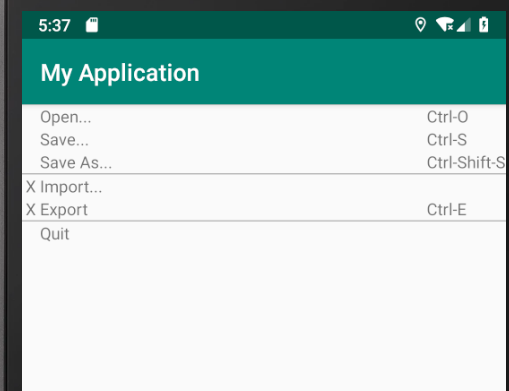 5:37
My Application
Open... Ctrl-O
Save... Ctrl-S
Save As... Ctrl-Shift-S
X Import...
X Export Ctrl-E
Quit